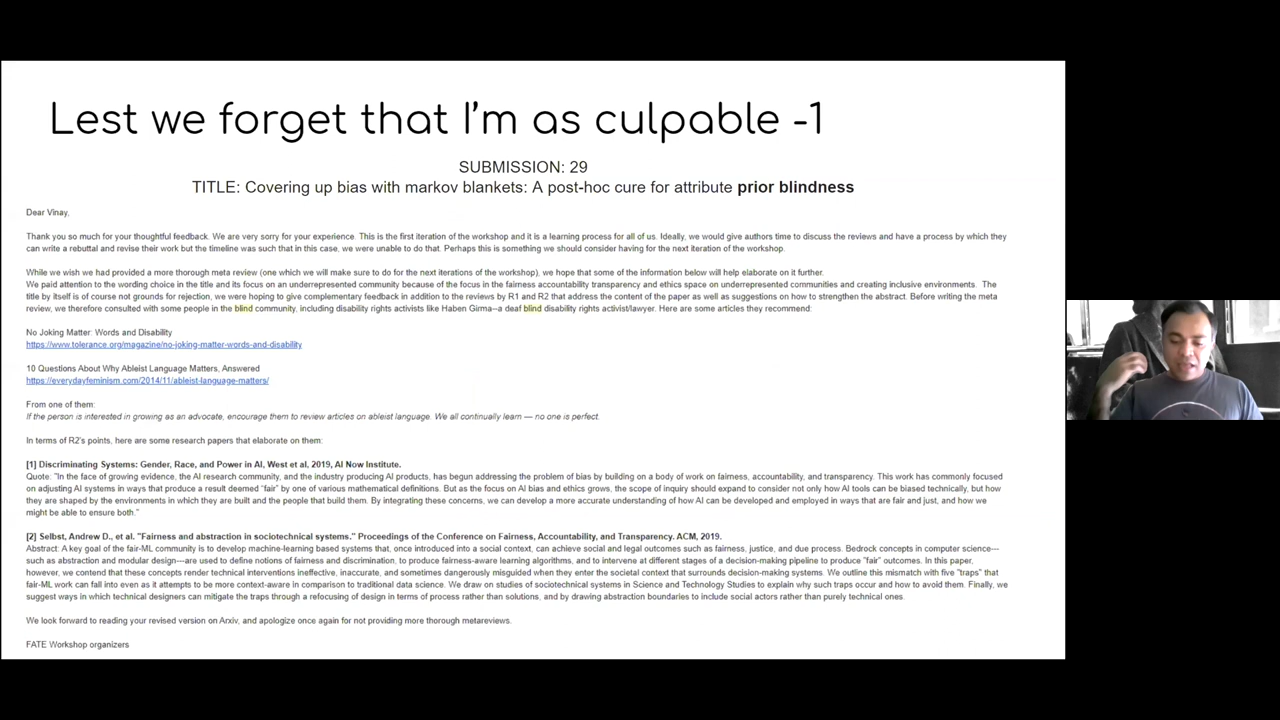 Lest we forget that I'm as culpable -1
SUBMISSION: 29
TITLE: Covering up bias with markov blankets: A post-hoc cure for attribute prior blindness
Dear Vinay,
Thank you so much for your thoughtful feedback. We are very sorry for your experience. This is the first iteration of the workshop and it is a learning process for all of us. Ideally, we would give authors time to discuss the reviews and have a process by which they
can write a rebuttal and revise their work but the timeline was such that in this case, we were unable to do that. Perhaps this is something we should consider having for the next iteration of the workshop.
While we wish we had provided a more thorough meta review (one which we will make sure to do for the next iterations of the workshop), we hope that some of the information below will help elaborate on it further.
We paid attention to the wording choice in the title and its focus on an underrepresented community because of the focus in the fairness accountability transparency and ethics space on underrepresented communities and creating inclusive environments. The
title by itself is of course not grounds for rejection, we were hoping to give complementary feedback in addition to the reviews by R1 and R2 that address the content of the paper as well as suggestions on how to strengthen the abstract. Before writing the meta
review, we therefore consulted with some people in the blind community, including disability rights activists like Haben Girma--a deaf blind disability rights activist/lawyer. Here are some articles they recommend:
No Joking Matter: Words and Disability
https://www.tolerance.org/magazine/no-joking-matter-words-and-disability
10 Questions About Why Ableist Language Matters, Answered
https://everydayfeminism.com/2014/11/ableist-language-matters/
From one of them:
If the person is interested in growing as an advocate, encourage them to review articles on ableist language. We all continually learn — no one is perfect.
In terms of R2's points, here are some research papers that elaborate on them:
[1] Discriminating Systems: Gender, Race, and Power in AI, West et al. 2019, AI Now Institute.
Quote: "In the face of growing evidence, the AI research community, and the industry producing AI products, has begun addressing the problem of bias by building on a body of work on fairness, accountability, and transparency. This work has commonly focused
on adjusting AI systems in ways that produce a result deemed "fair" by one of various mathematical definitions. But as the focus on AI bias and ethics grows, the scope of inquiry should expand to consider not only how AI tools can be biased technically, but how
they are shaped by the environments in which they are built and the people that build them. By integrating these concerns, we can develop a more accurate understanding of how AI can be developed and employed in ways that are fair and just, and how we
might be able to ensure both."
[2] Selbst, Andrew D., et al. "Fairness and abstraction in sociotechnical systems." Proceedings of the Conference on Fairness, Accountability, and Transparency. ACM, 2019.
Abstract: A key goal of the fair-ML community is to develop machine-learning based systems that, once introduced into a social context, can achieve social and legal outcomes such as fairness, justice, and due process. Bedrock concepts in computer science---
such as abstraction and modular design---are used to define notions of fairness and discrimination, to produce fairness-aware learning algorithms, and to intervene at different stages of a decision-making pipeline to produce "fair" outcomes. In this paper,
however, we contend that these concepts render technical interventions ineffective, inaccurate, and sometimes dangerously misguided when they enter the societal context that surrounds decision-making systems. We outline this mismatch with five "traps" that
fair-ML work can fall into even as it attempts to be more context-aware in comparison to traditional data science. We draw on studies of sociotechnical systems in Science and Technology Studies to explain why such traps occur and how to avoid them. Finally, we
suggest ways in which technical designers can mitigate the traps through a refocusing of design in terms of process rather than solutions, and by drawing abstraction boundaries to include social actors rather than purely technical ones.
We look forward to reading your revised version on Arxiv, and apologize once again for not providing more thorough metareviews.
FATE Workshop organizers